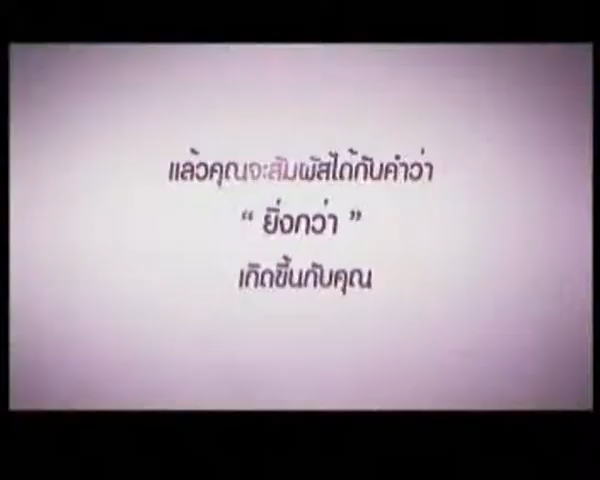 แล้วคุณจะสัมผัสได้กับคำว่า
“ ยิ่งกว่า ”
เกิดขึ้นกับคุณ